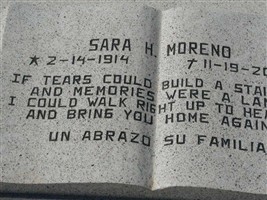 SARA H. MORENO
★ 2-14-1914 † 11-19-20
IF TEARS COULD BUILD A STAI
AND MEMORIES WERE A LA
I COULD WALK RIGHT UP TO HEA
AND BRING YOU HOME AGAIN
UN ABRAZO SU FAMILIA